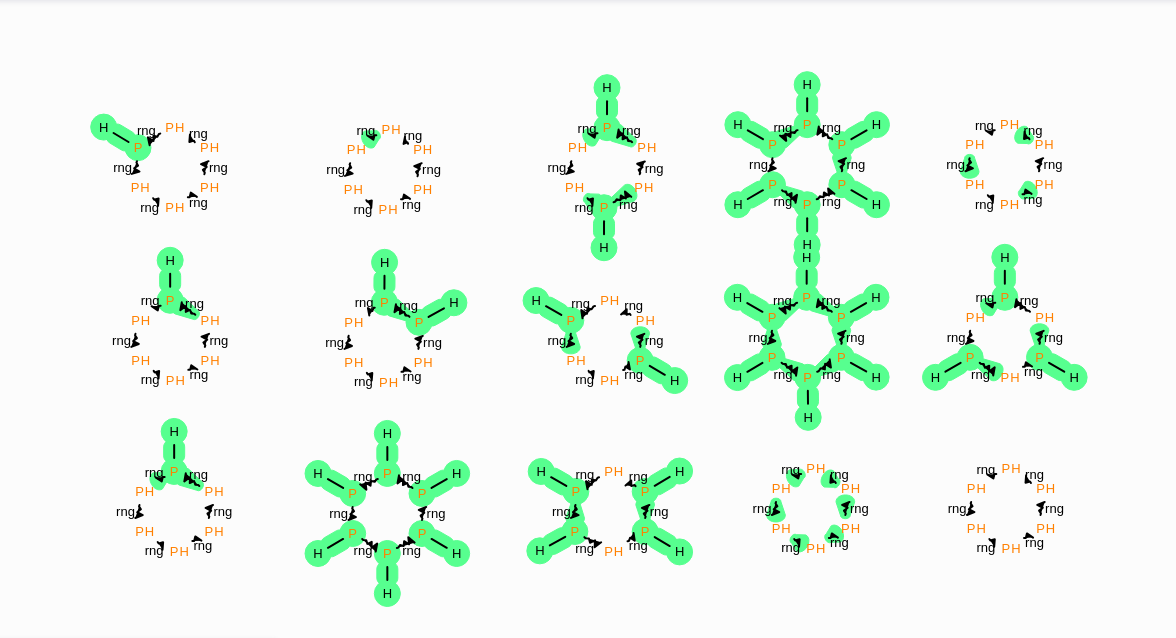 H rng PH rng
P PH
rng rng
PH PH
rng PH rng
rng PH rng
PH PH
rng rng
PH PH
rng PH rng
H
rng P rng
PH PH
rng rng
PH PH
rng P rng
H
H
H rng P rng H
P P
rng rng
P P
H rng P rng H
H
rng PH rng
PH PH
rng rng
PH PH
rng PH rng
H
rng P rng
PH PH
rng rng
PH PH
rng PH rng
H
rng P rng H
PH P
rng rng
PH PH
rng PH rng
H rng PH rng
P PH
rng rng
PH P
rng PH rng H
H
H rng P rng H
P P
rng rng
P P
H rng P rng H
H
H
rng P rng
PH PH
rng rng
P P
H rng PH rng H
H
rng P rng
PH PH
rng rng
PH PH
rng PH rng
H
H rng P rng H
P P
rng rng
P P
H rng P rng H
H
H rng PH rng H
P P
rng rng
P P
H rng PH rng H
rng PH rng
PH PH
rng rng
PH PH
rng PH rng
rng PH rng
PH PH
rng rng
PH PH
rng PH rng